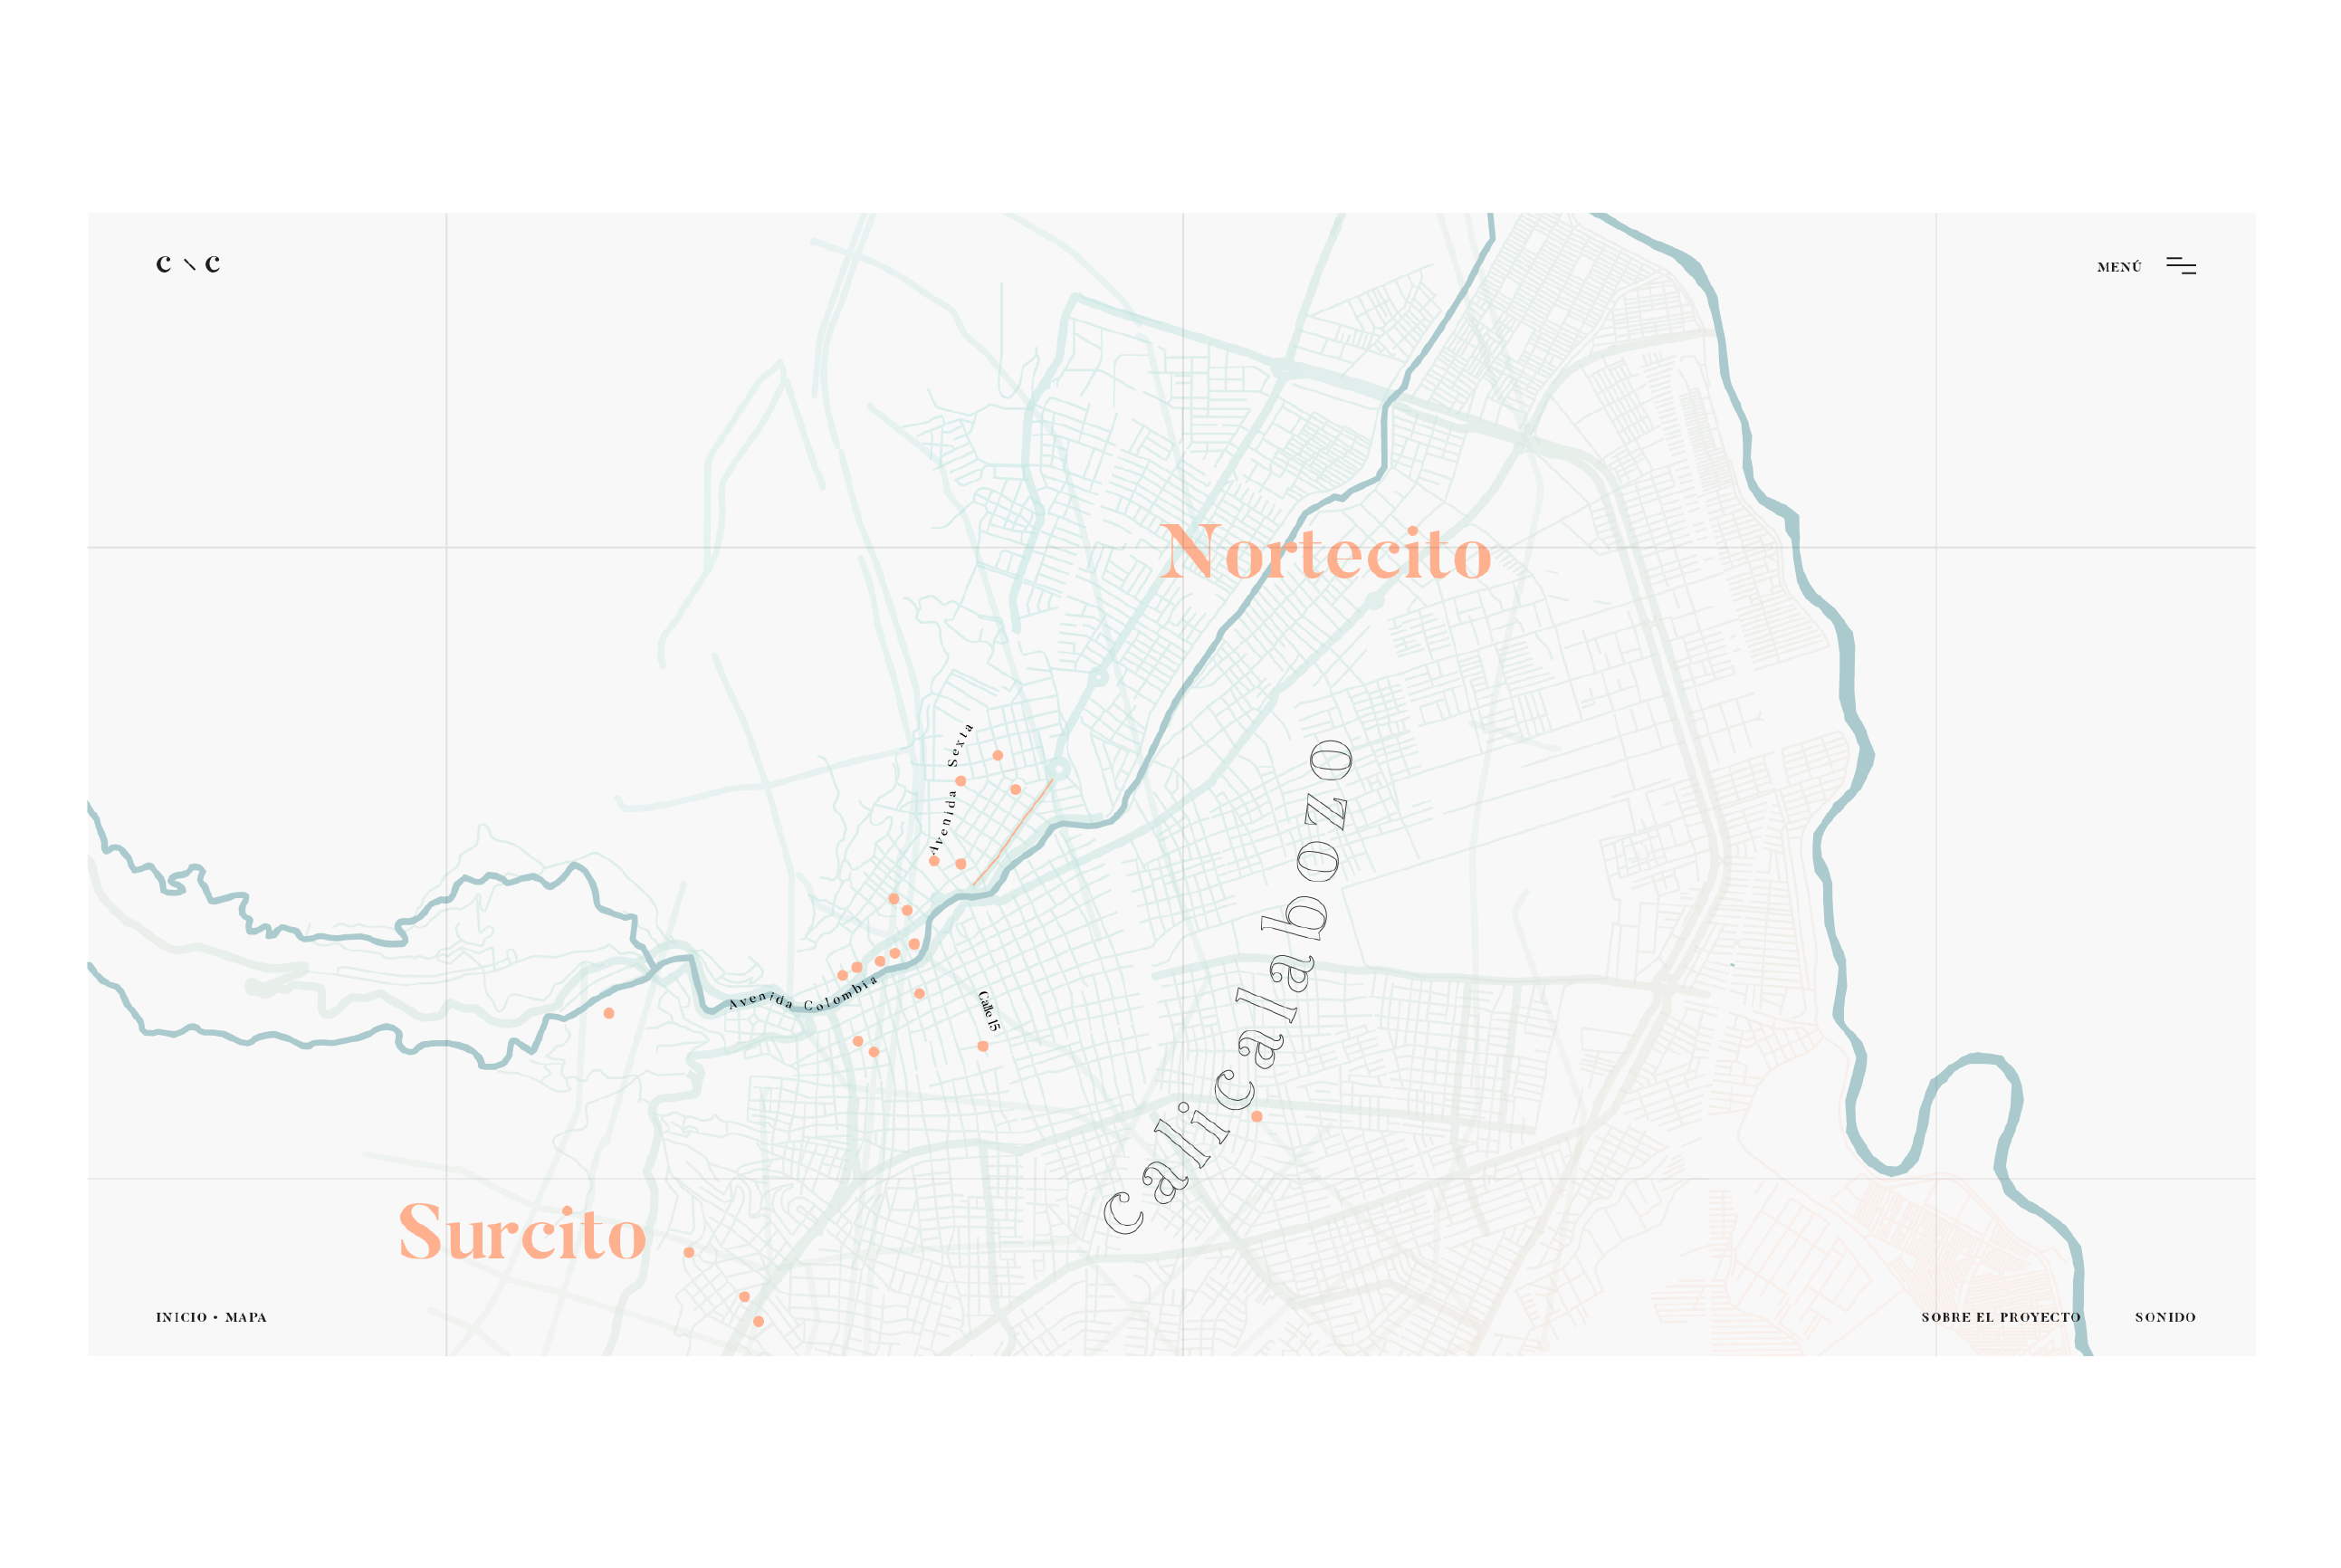 c \ c
MENÚ
Nortecito
Avenida Sexta
Calicalabozo
Avenida Colombia
Calle 15
Surcito
INICIO • MAPA
SOBRE EL PROYECTO
SONIDO